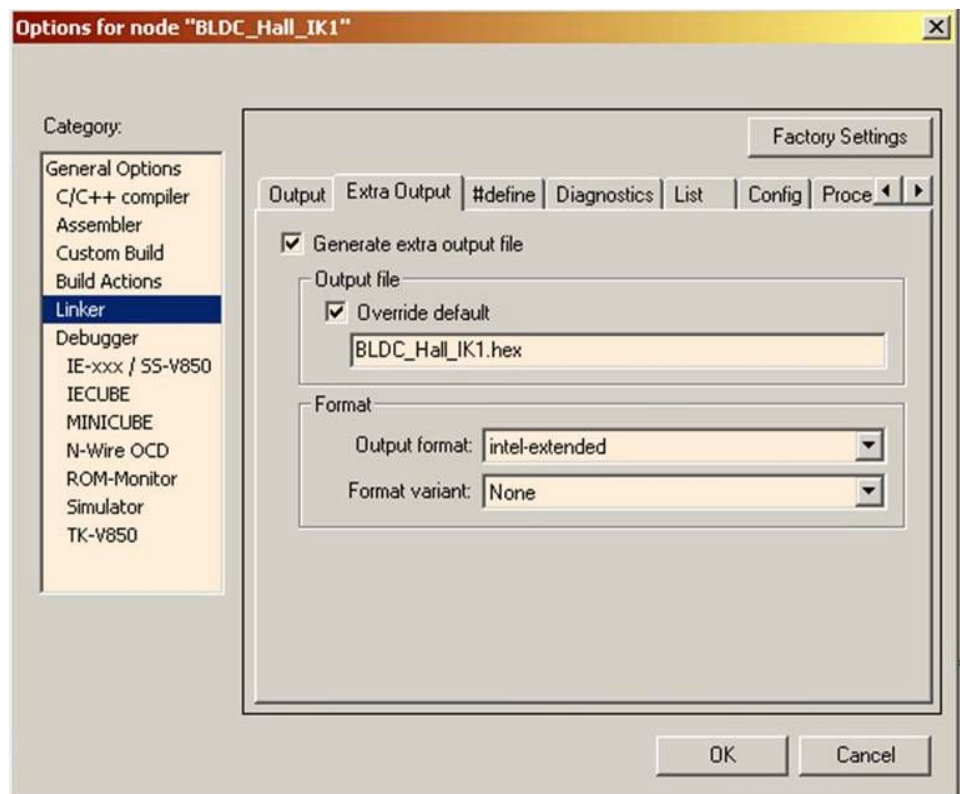 Options for node "BLDC_Hall_IK1"
Category:
General Options
C/C++ compiler
Assembler
Custom Build
Build Actions
Linker
Debugger
IE-xxx / SS-V850
IECUBE
MINICUBE
N-Wire OCD
ROM-Monitor
Simulator
TK-V850
Factory Settings
Output Extra Output #define Diagnostics List Config Proce
Generate extra output file
Output file
Override default
BLDC_Hall_IK1.hex
Format
Output format: intel-extended
Format variant: None
OK Cancel